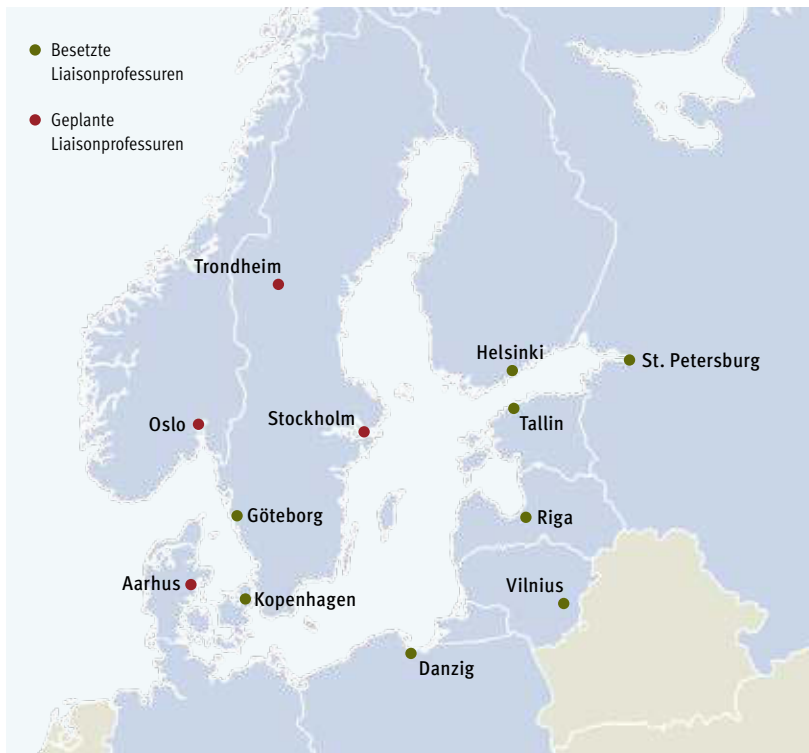 Besetzte
Liaisonprofessuren
Geplante
Liaisonprofessuren
Trondheim
Helsinki
St. Petersburg
Oslo
Stockholm
Tallin
Göteborg
Riga
Aarhus
Kopenhagen
Vilnius
Danzig